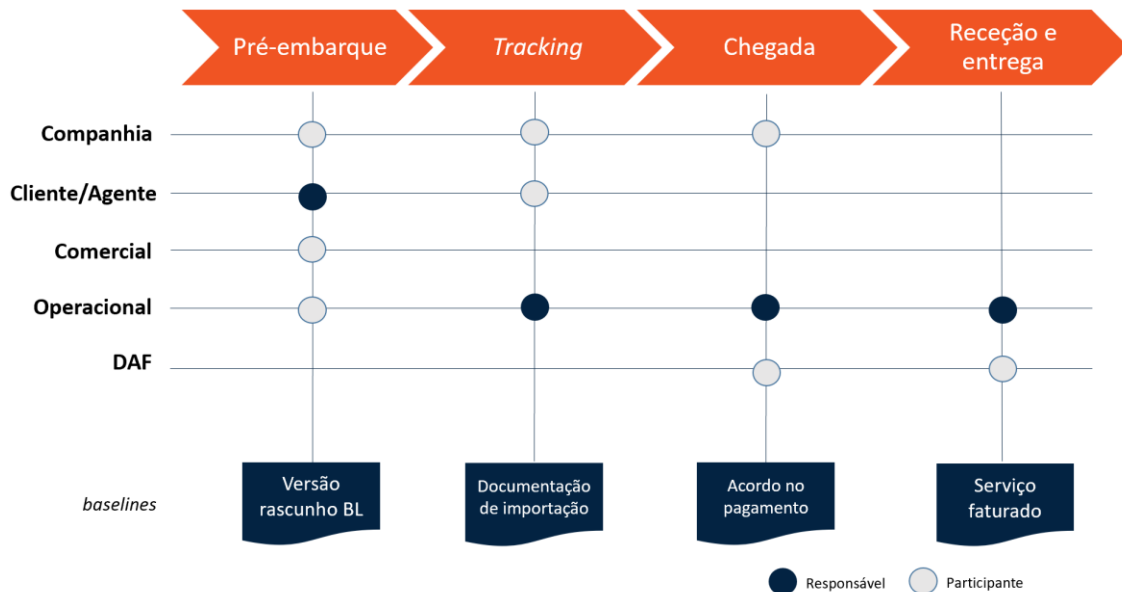 Pré-embarque
Tracking
Chegada
Receção e
entrega
Companhia
Cliente/Agente
Comercial
Operacional
DAF
baselines
Versão
rascunho BL
Documentação
de importação
Acordo no
pagamento
Serviço
faturado
Responsável
Participante